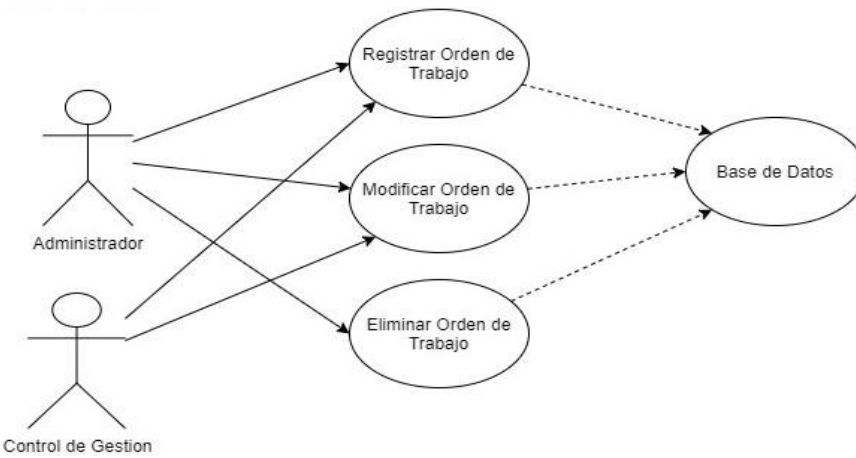 Registrar Orden de
Trabajo
Modificar Orden de
Trabajo
Base de Datos
Administrador
Eliminar Orden de
Trabajo
Control de Gestion